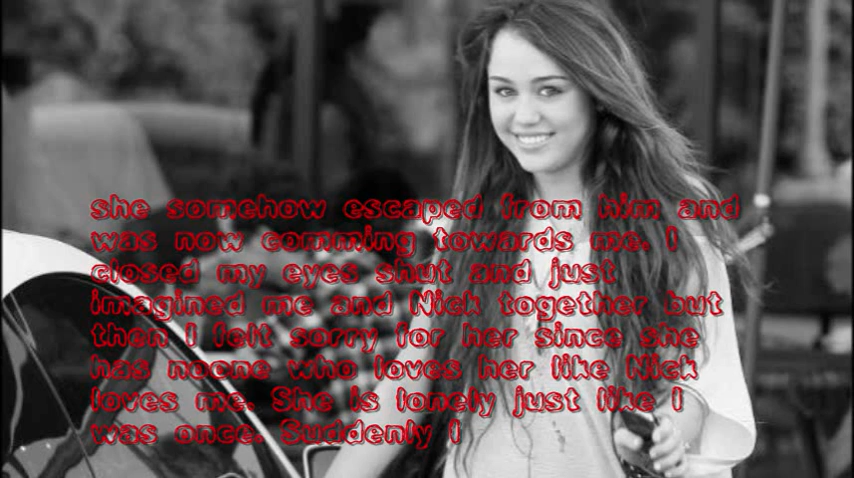 she somehow escaped from him and
was now comming towards me. I
closed my eyes shut and just
imagined me and Nick together but
then I felt sorry for her since she
has noone who loves her like Nick
loves me. She is lonely just like I
was once. Suddenly I